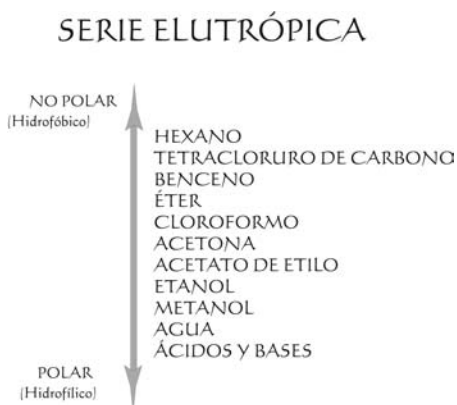 SERIE ELUTRÓPICA
NO POLAR
(Hidrofóbico)
HEXANO
TETRACLORURO DE CARBONO
BENCENO
ÉTER
CLOROFORMO
ACETONA
ACETATO DE ETILO
ETANOL
METANOL
AGUA
ÁCIDOS Y BASES
POLAR
(Hidrofílico)